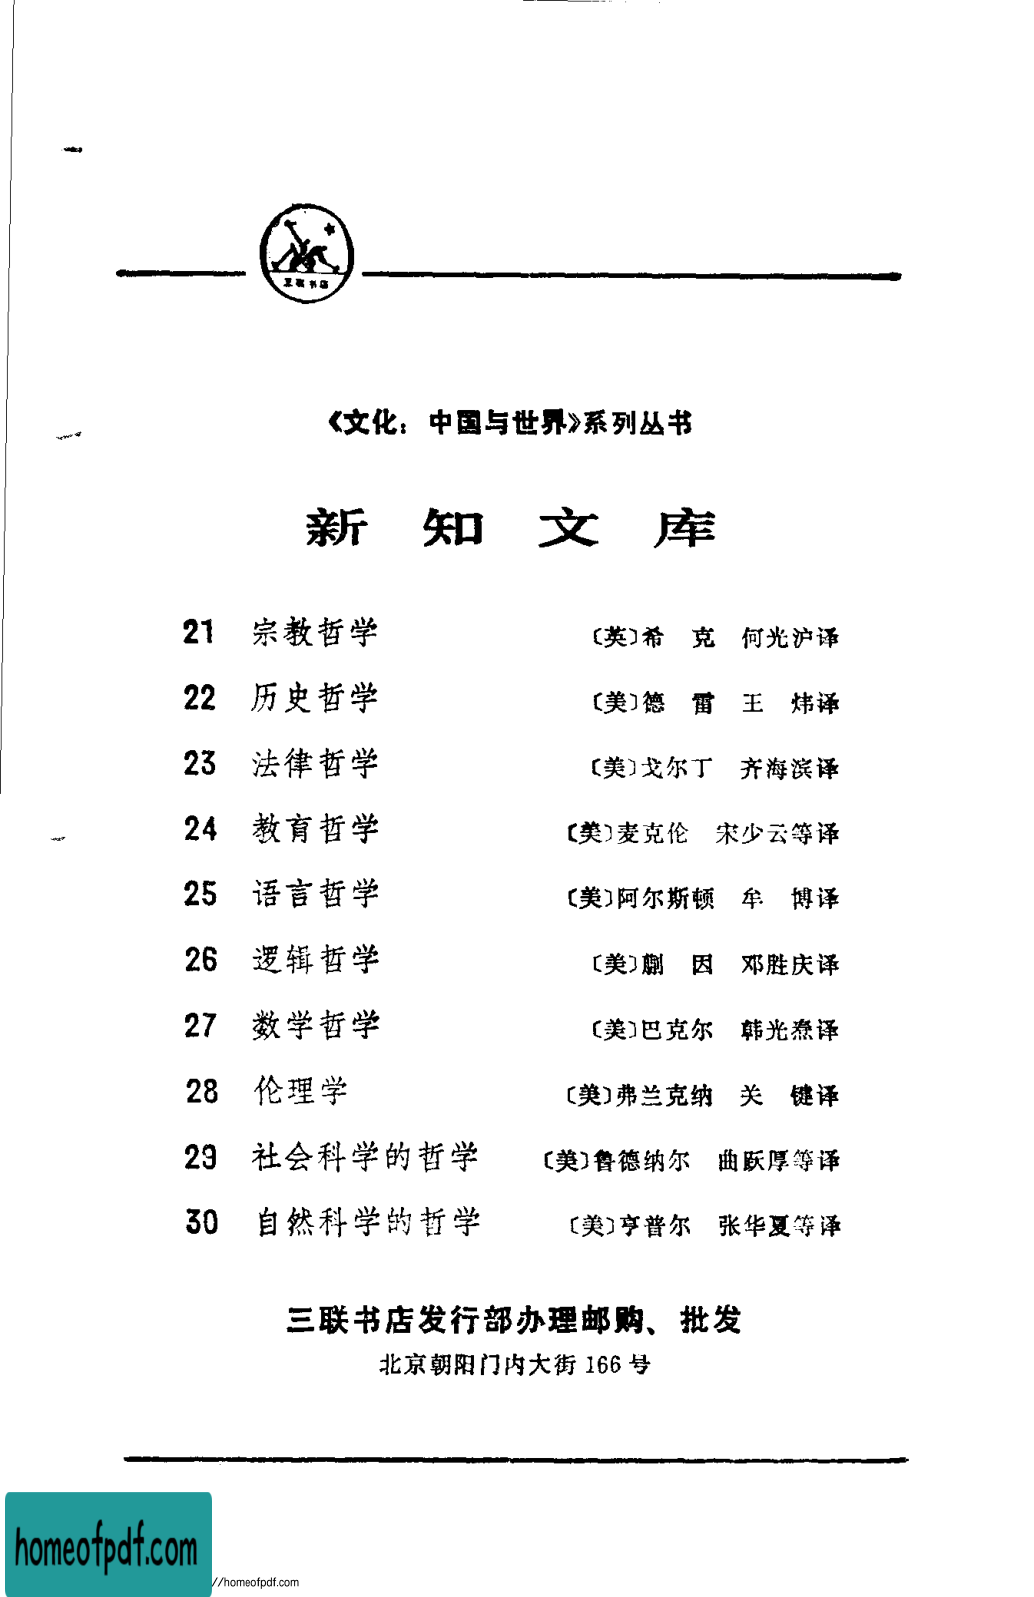 三联书店
《文化：中国与世界》系列丛书
新 知 文 库
21 宗教哲学 〔英〕希 克 何光沪译
22 历史哲学 〔美〕德 雷 王 炜译
23 法律哲学 〔美〕戈尔丁 齐海滨译
24 教育哲学 〔美〕麦克伦 宋少云等译
25 语言哲学 〔美〕阿尔斯顿 牟 博译
26 逻辑哲学 〔美〕蒯 因 邓胜庆译
27 数学哲学 〔美〕巴克尔 韩光焘译
28 伦理学 〔美〕弗兰克纳 关 键译
29 社会科学的哲学 〔美〕鲁德纳尔 曲跃厚等译
30 自然科学的哲学 〔美〕亨普尔 张华夏等译
三联书店发行部办理邮购、批发
北京朝阳门内大街 166 号
homeofpdf.com
//homeofpdf.com